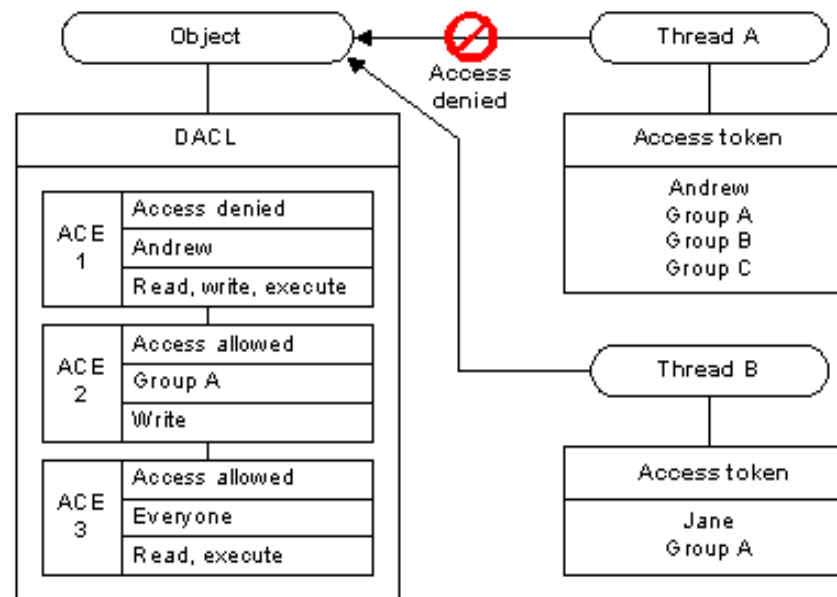 Object
Access
denied
Thread A
DACL
ACE
1
Access denied
Andrew
Read, write, execute
ACE
2
Access allowed
Group A
Write
ACE
3
Access allowed
Everyone
Read, execute
Access token
Andrew
Group A
Group B
Group C
Thread B
Access token
Jane
Group A